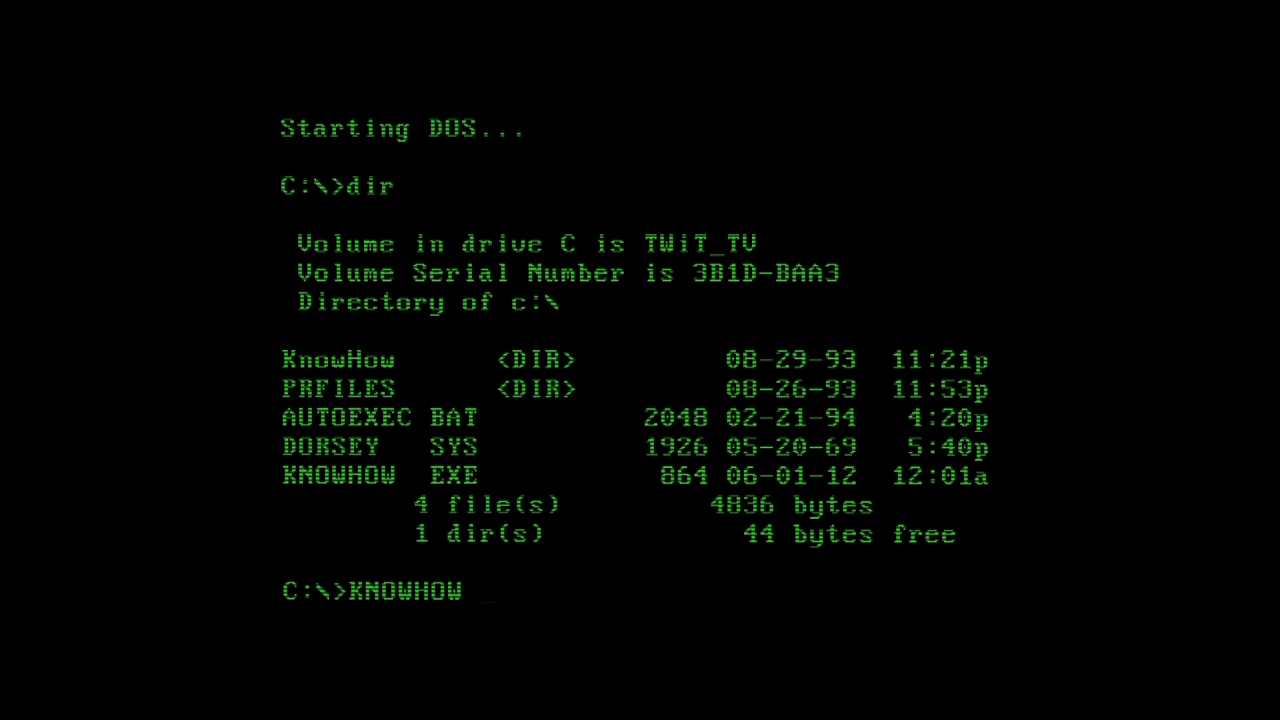 Starting DOS...
C:\>dir
Volume in drive C is TWiT_TV
Volume Serial Number is 3B1D-BAA3
Directory of c:\
KnowHow <DIR> 08-29-93 11:21p
PRFILES <DIR> 08-26-93 11:53p
AUTOEXEC BAT 2048 02-21-94 4:20p
DORSEY SYS 1926 05-20-69 5:40p
KNOWHOW EXE 864 06-01-12 12:01a
4 file(s) 4836 bytes
1 dir(s) 44 bytes free
C:\>KNOWHOW _